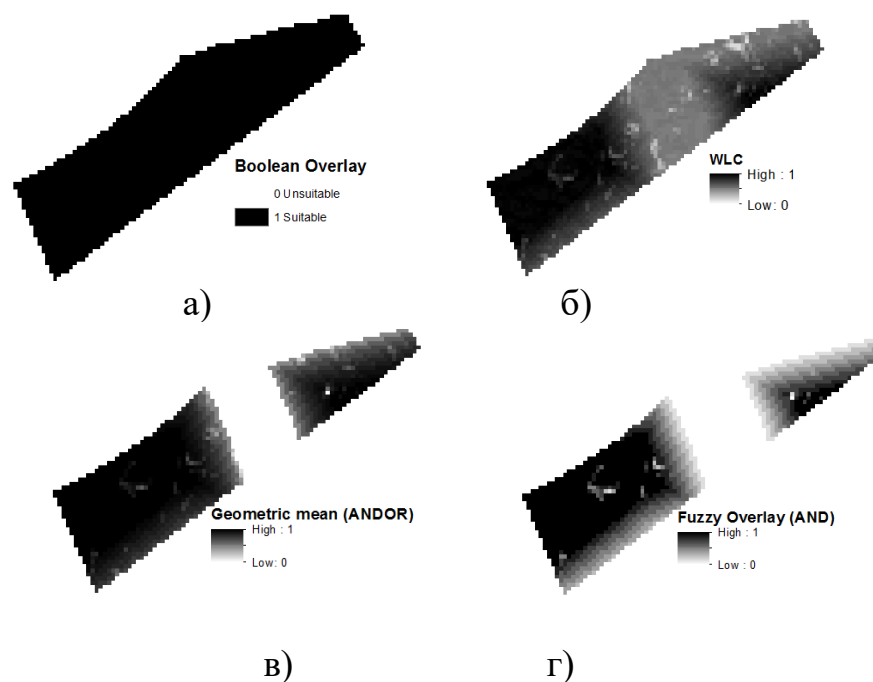 Boolean Overlay
0 Unsuitable
1 Suitable
а)
WLC
High : 1
Low: 0
б)
Geometric mean (ANDOR)
High : 1
Low: 0
в)
Fuzzy Overlay (AND)
High : 1
Low : 0
г)